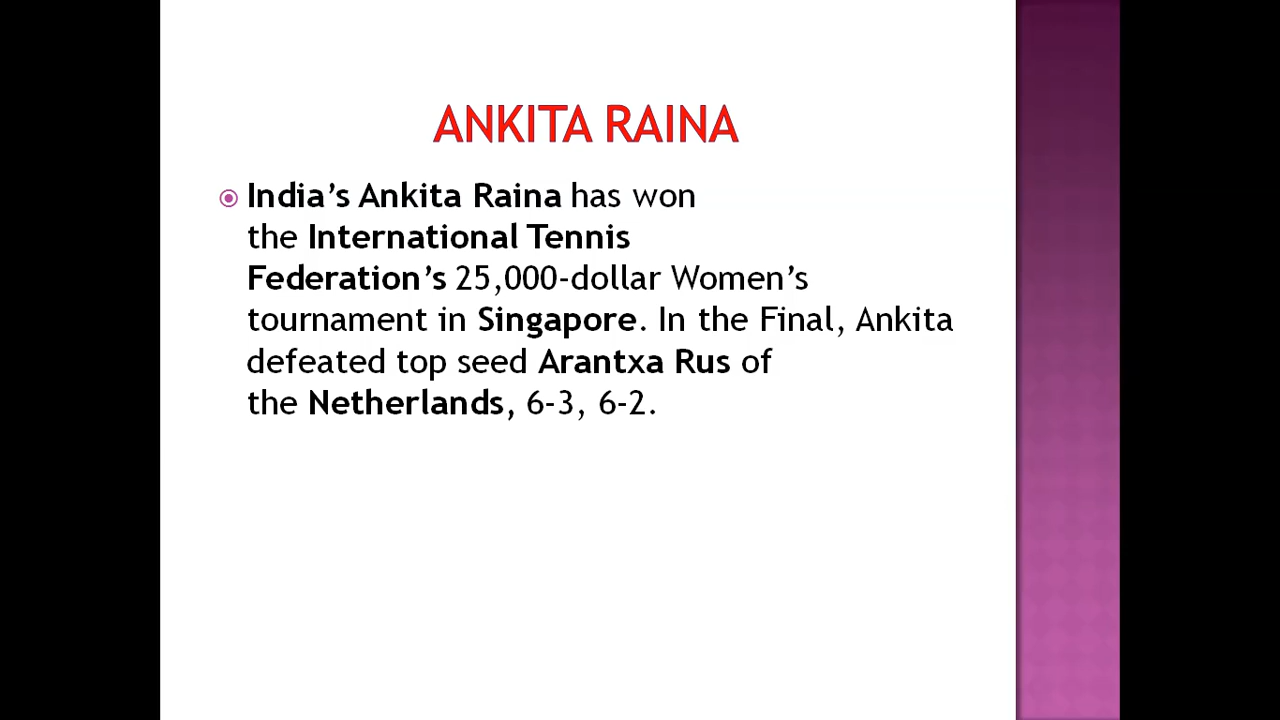 ANKITA RAINA
India’s Ankita Raina has won
the International Tennis
Federation’s 25,000-dollar Women’s
tournament in Singapore. In the Final, Ankita
defeated top seed Arantxa Rus of
the Netherlands, 6-3, 6-2.